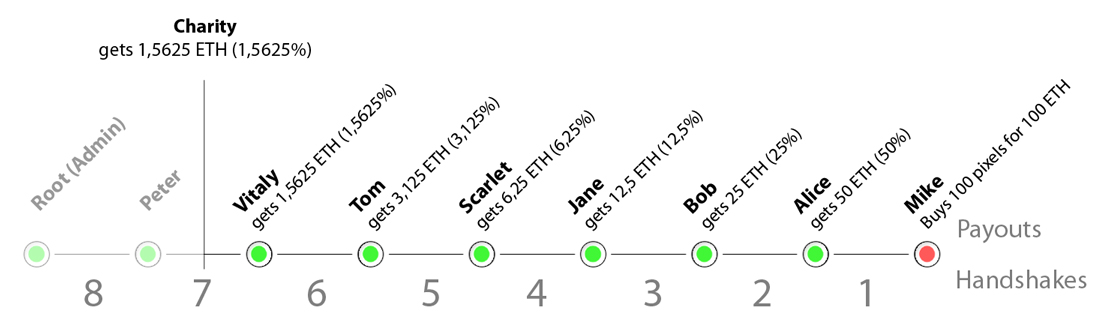 Charity
gets 1,5625 ETH (1,5625%)
Root (Admin)
Peter
Vitaly
gets 1,5625 ETH (1,5625%)
Tom
gets 3,125 ETH (3,125%)
Scarlet
gets 6,25 ETH (6,25%)
Jane
gets 12,5 ETH (12,5%)
Bob
gets 25 ETH (25%)
Alice
gets 50 ETH (50%)
Mike
Buys 100 pixels for 100 ETH
Payouts
8 7 6 5 4 3 2 1 Handshakes